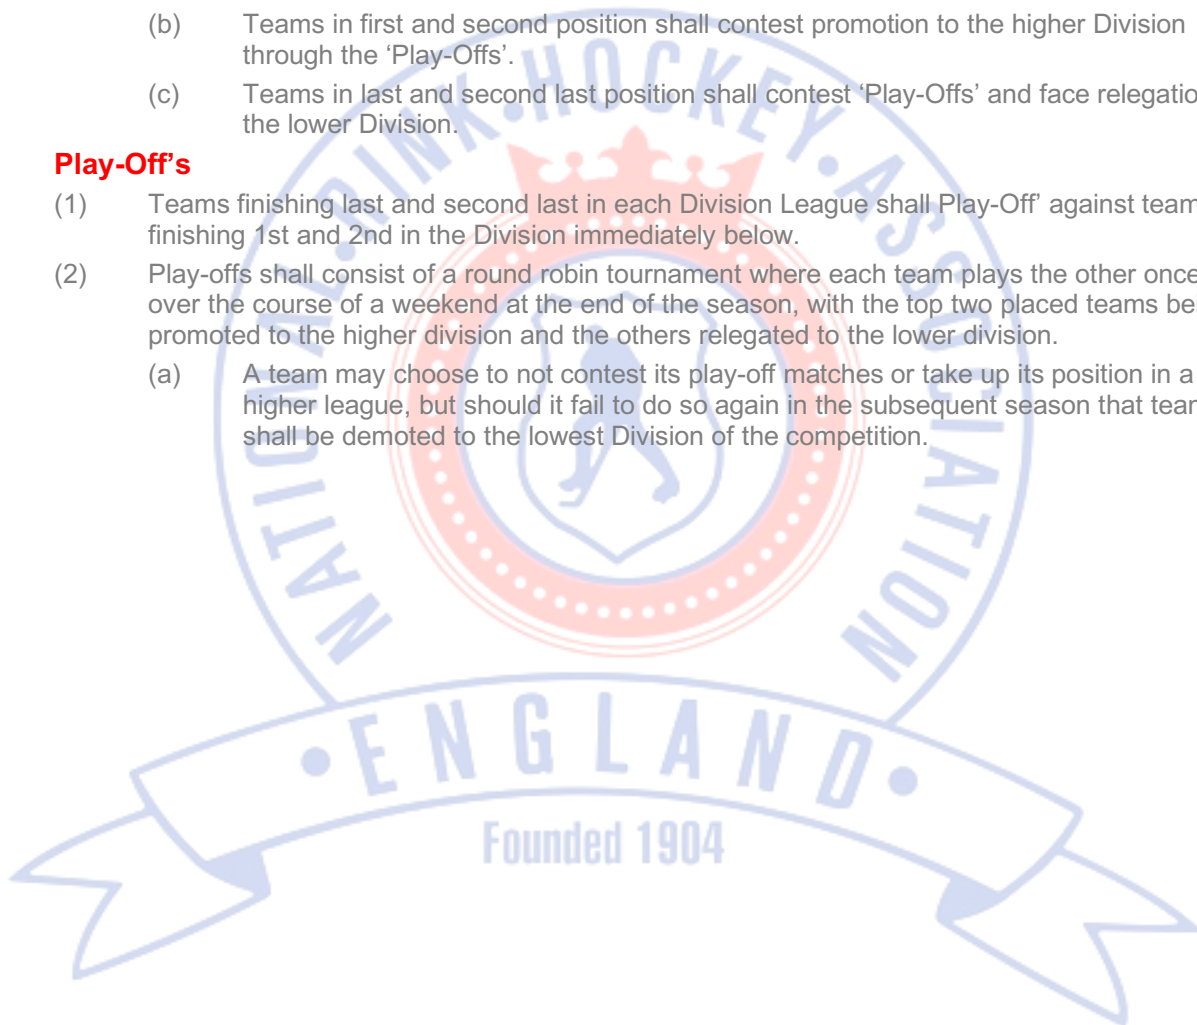 (b) Teams in first and second position shall contest promotion to the higher Division
through the ‘Play-Offs’.
(c) Teams in last and second last position shall contest ‘Play-Offs’ and face relegatio
the lower Division.
Play-Off’s
(1) Teams finishing last and second last in each Division League shall Play-Off’ against team
finishing 1st and 2nd in the Division immediately below.
(2) Play-offs shall consist of a round robin tournament where each team plays the other once
over the course of a weekend at the end of the season, with the top two placed teams be
promoted to the higher division and the others relegated to the lower division.
(a) A team may choose to not contest its play-off matches or take up its position in a
higher league, but should it fail to do so again in the subsequent season that tear
shall be demoted to the lowest Division of the competition.
NATIONAL•RINK•HOCKEY•ASSOCIATION
•ENGLAND•
Founded 1904